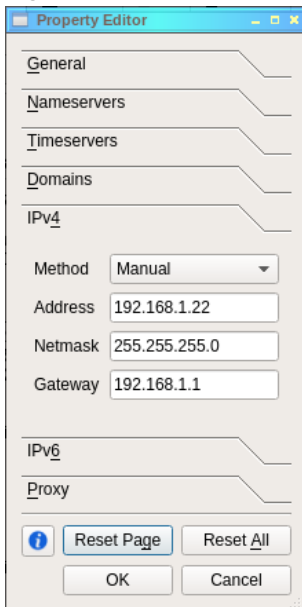 Property Editor
General
Nameservers
Timeservers
Domains
IPv4
Method Manual
Address 192.168.1.22
Netmask 255.255.255.0
Gateway 192.168.1.1
IPv6
Proxy
Reset Page Reset All
OK Cancel